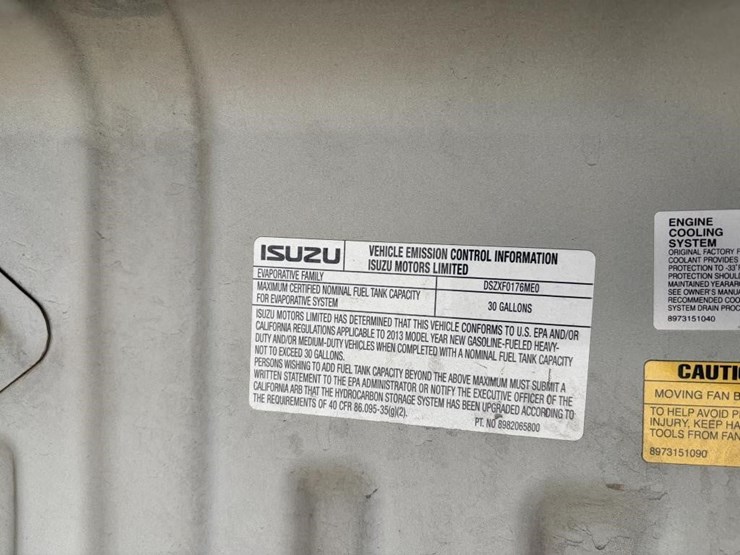 ISUZU
VEHICLE EMISSION CONTROL INFORMATION
ISUZU MOTORS LIMITED
EVAPORATIVE FAMILY
DSZXF0176ME0
MAXIMUM CERTIFIED NOMINAL FUEL TANK CAPACITY
FOR EVAPORATIVE SYSTEM
30 GALLONS
ISUZU MOTORS LIMITED HAS DETERMINED THAT THIS VEHICLE CONFORMS TO U.S. EPA AND/OR
CALIFORNIA REGULATIONS APPLICABLE TO 2013 MODEL YEAR NEW GASOLINE-FUELED HEAVY-
DUTY AND/OR MEDIUM-DUTY VEHICLES WHEN COMPLETED WITH A NOMINAL FUEL TANK CAPACITY
NOT TO EXCEED 30 GALLONS.
PERSONS WISHING TO ADD FUEL TANK CAPACITY BEYOND THE ABOVE MAXIMUM MUST SUBMIT A
WRITTEN STATEMENT TO THE EPA ADMINISTRATOR OR NOTIFY THE EXECUTIVE OFFICER OF THE
CALIFORNIA ARB THAT THE HYDROCARBON STORAGE SYSTEM HAS BEEN UPGRADED ACCORDING TO
THE REQUIREMENTS OF 40 CFR 86.095-35(g)(2).
PT. NO 8982065800
ENGINE
COOLING
SYSTEM
ORIGINAL FACTORY F
COOLANT PROVIDES
PROTECTION TO -33°
PROTECTION SHOUL
MAINTAINED YEARAR
SEE OWNER'S MANUA
RECOMMENDED COO
SYSTEM DRAIN PROC
8973151040
CAUTI
MOVING FAN B
TO HELP AVOID P
INJURY, KEEP HA
TOOLS FROM FAN
8973151090